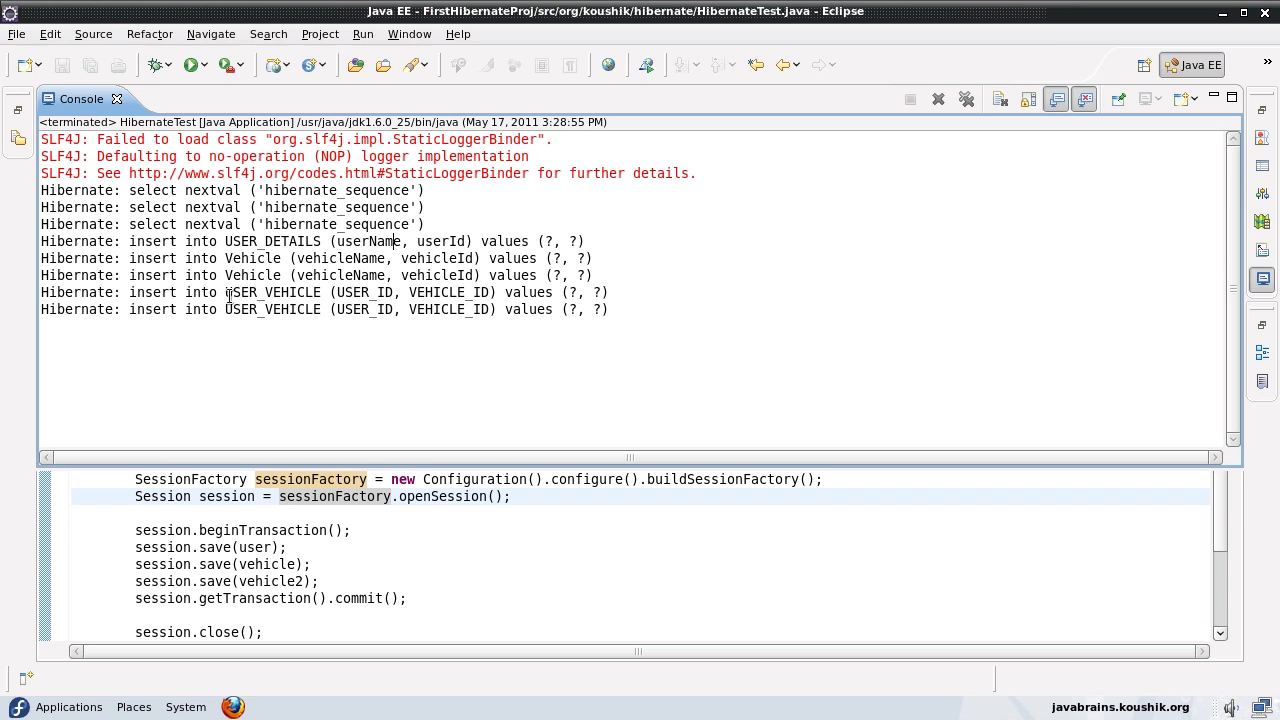 Java EE - FirstHibernateProj/src/org/koushik/hibernate/HibernateTest.java - Eclipse
File Edit Source Refactor Navigate Search Project Run Window Help
Java EE
Console
<terminated> HibernateTest [Java Application] /usr/java/jdk1.6.0_25/bin/java (May 17, 2011 3:28:55 PM)
SLF4J: Failed to load class "org.slf4j.impl.StaticLoggerBinder".
SLF4J: Defaulting to no-operation (NOP) logger implementation
SLF4J: See http://www.slf4j.org/codes.html#StaticLoggerBinder for further details.
Hibernate: select nextval ('hibernate_sequence')
Hibernate: select nextval ('hibernate_sequence')
Hibernate: select nextval ('hibernate_sequence')
Hibernate: insert into USER_DETAILS (userName, userId) values (?, ?)
Hibernate: insert into Vehicle (vehicleName, vehicleId) values (?, ?)
Hibernate: insert into Vehicle (vehicleName, vehicleId) values (?, ?)
Hibernate: insert into USER_VEHICLE (USER_ID, VEHICLE_ID) values (?, ?)
Hibernate: insert into USER_VEHICLE (USER_ID, VEHICLE_ID) values (?, ?)
SessionFactory sessionFactory = new Configuration().configure().buildSessionFactory();
Session session = sessionFactory.openSession();
session.beginTransaction();
session.save(user);
session.save(vehicle);
session.save(vehicle2);
session.getTransaction().commit();
session.close();
Applications Places System
javabrains.koushik.org